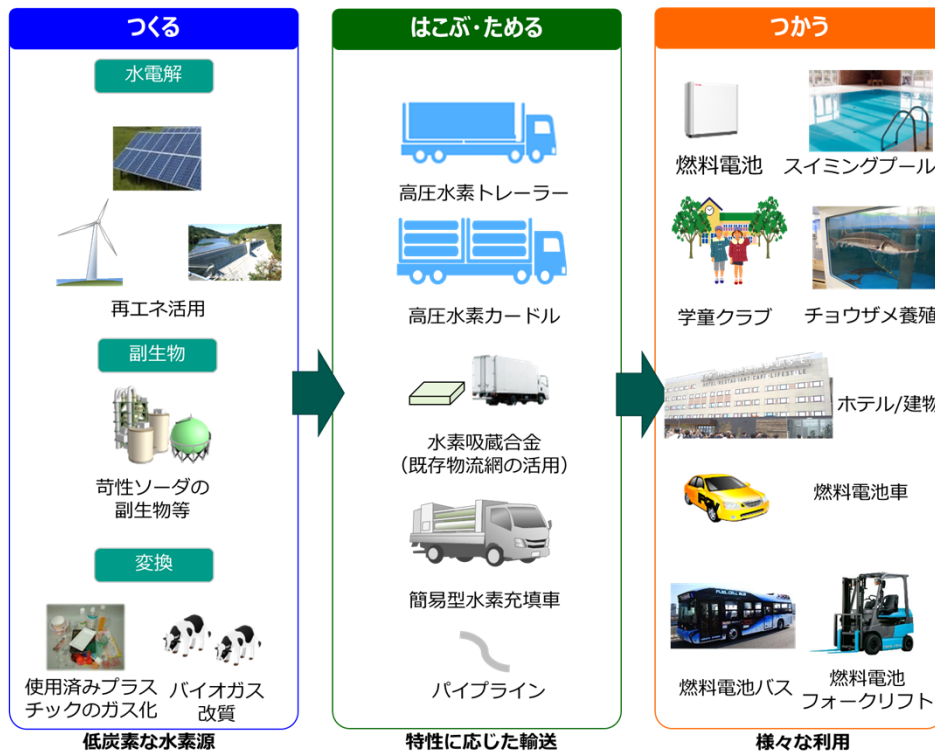 つくる
水電解
再エネ活用
副生物
苛性ソーダの
副生物等
変換
使用済みプラス
チックのガス化
バイオガス
改質
低炭素な水素源
はこぶ・ためる
高圧水素トレーラー
高圧水素カードル
水素吸蔵合金
(既存物流網の活用)
簡易型水素充填車
パイプライン
特性に応じた輸送
つかう
燃料電池
スイミングプール
学童クラブ
チョウザメ養殖
HOTEL RESTAURANT CAFE LIFESTYLE
ホテル/建物
燃料電池車
FUEL CELL BUS
燃料電池バス
燃料電池
フォークリフト
様々な利用